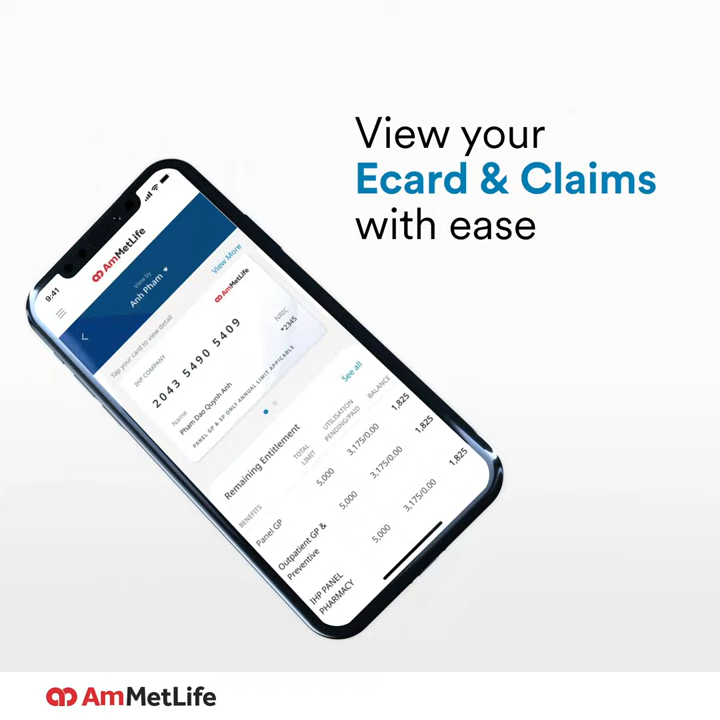 View your
Ecard & Claims
with ease
9:41
AmMetLife
View by
Anh Pham
View More
Tap your card to view detail
AmMetLife
IHP COMPANY
2043 5490 5409
NRIC
*2345
Name
Pham Dao Quynh Anh
PANEL GP & SP ONLY ANNUAL LIMIT APPICABLE
See all
Remaining Entitlement
BENEFITS
TOTAL LIMIT
UTILISATION PENDING/PAID
BALANCE
Panel GP
5,000
3,175/0.00
1,825
Outpatient GP & Preventive
5,000
3,175/0.00
1,825
IHP PANEL PHARMACY
5,000
3,175/0.00
1,825
AmMetLife